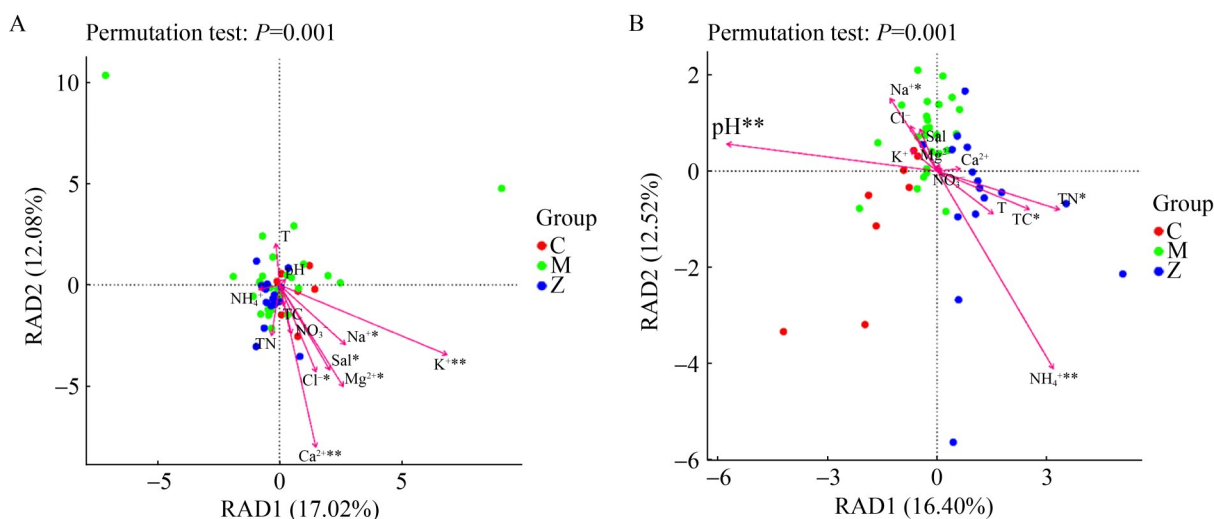 A
Permutation test: P=0.001
10
5
0
−5
RAD2 (12.08%)
T
pH
NH₄⁺
TC
NO₃⁻
TN
Na⁺*
Sal*
K⁺**
Cl⁻*
Mg²⁺*
Ca²⁺**
−5
0
5
RAD1 (17.02%)
Group
C
M
Z
B
Permutation test: P=0.001
2
0
−2
−4
−6
RAD2 (12.52%)
Na⁺*
Cl⁻
pH**
Sal
K⁺
Ca²⁺
T
TN*
TC*
NH₄⁺**
−6
−3
0
3
RAD1 (16.40%)
Group
C
M
Z